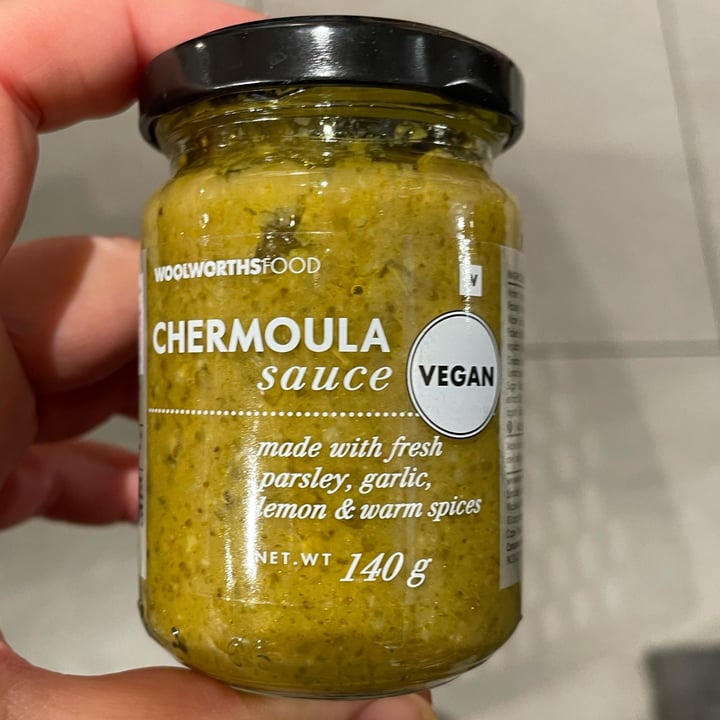 WOOLWORTHSFOOD
V
CHERMOULA
sauce
VEGAN
made with fresh
parsley, garlic,
lemon & warm spices
NET.WT 140 g